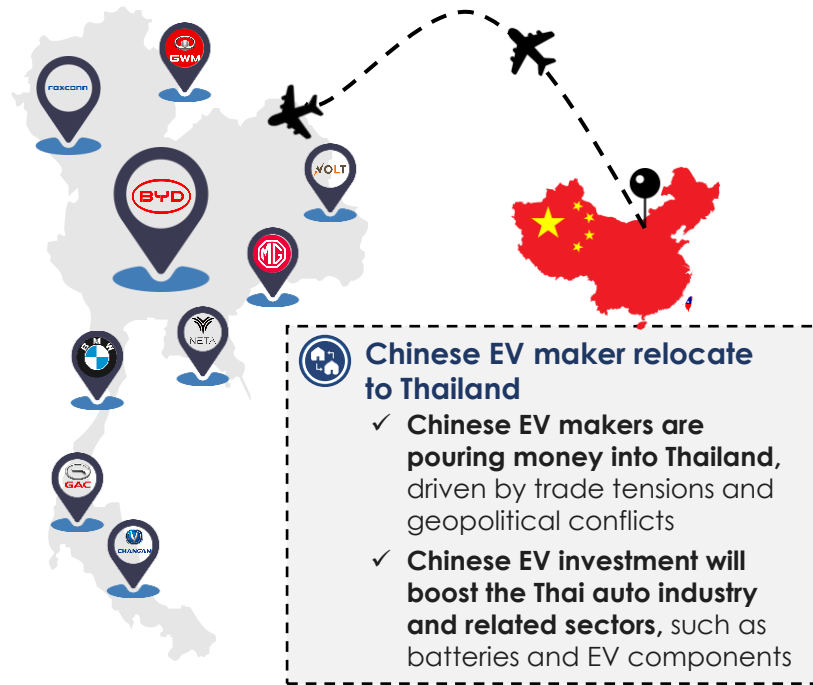 GWM
FOXCONN
VOLT
BYD
MG
NETA
BMW
GAC
CHANGAN
Chinese EV maker relocate
to Thailand
✓ Chinese EV makers are
pouring money into Thailand,
driven by trade tensions and
geopolitical conflicts
✓ Chinese EV investment will
boost the Thai auto industry
and related sectors, such as
batteries and EV components